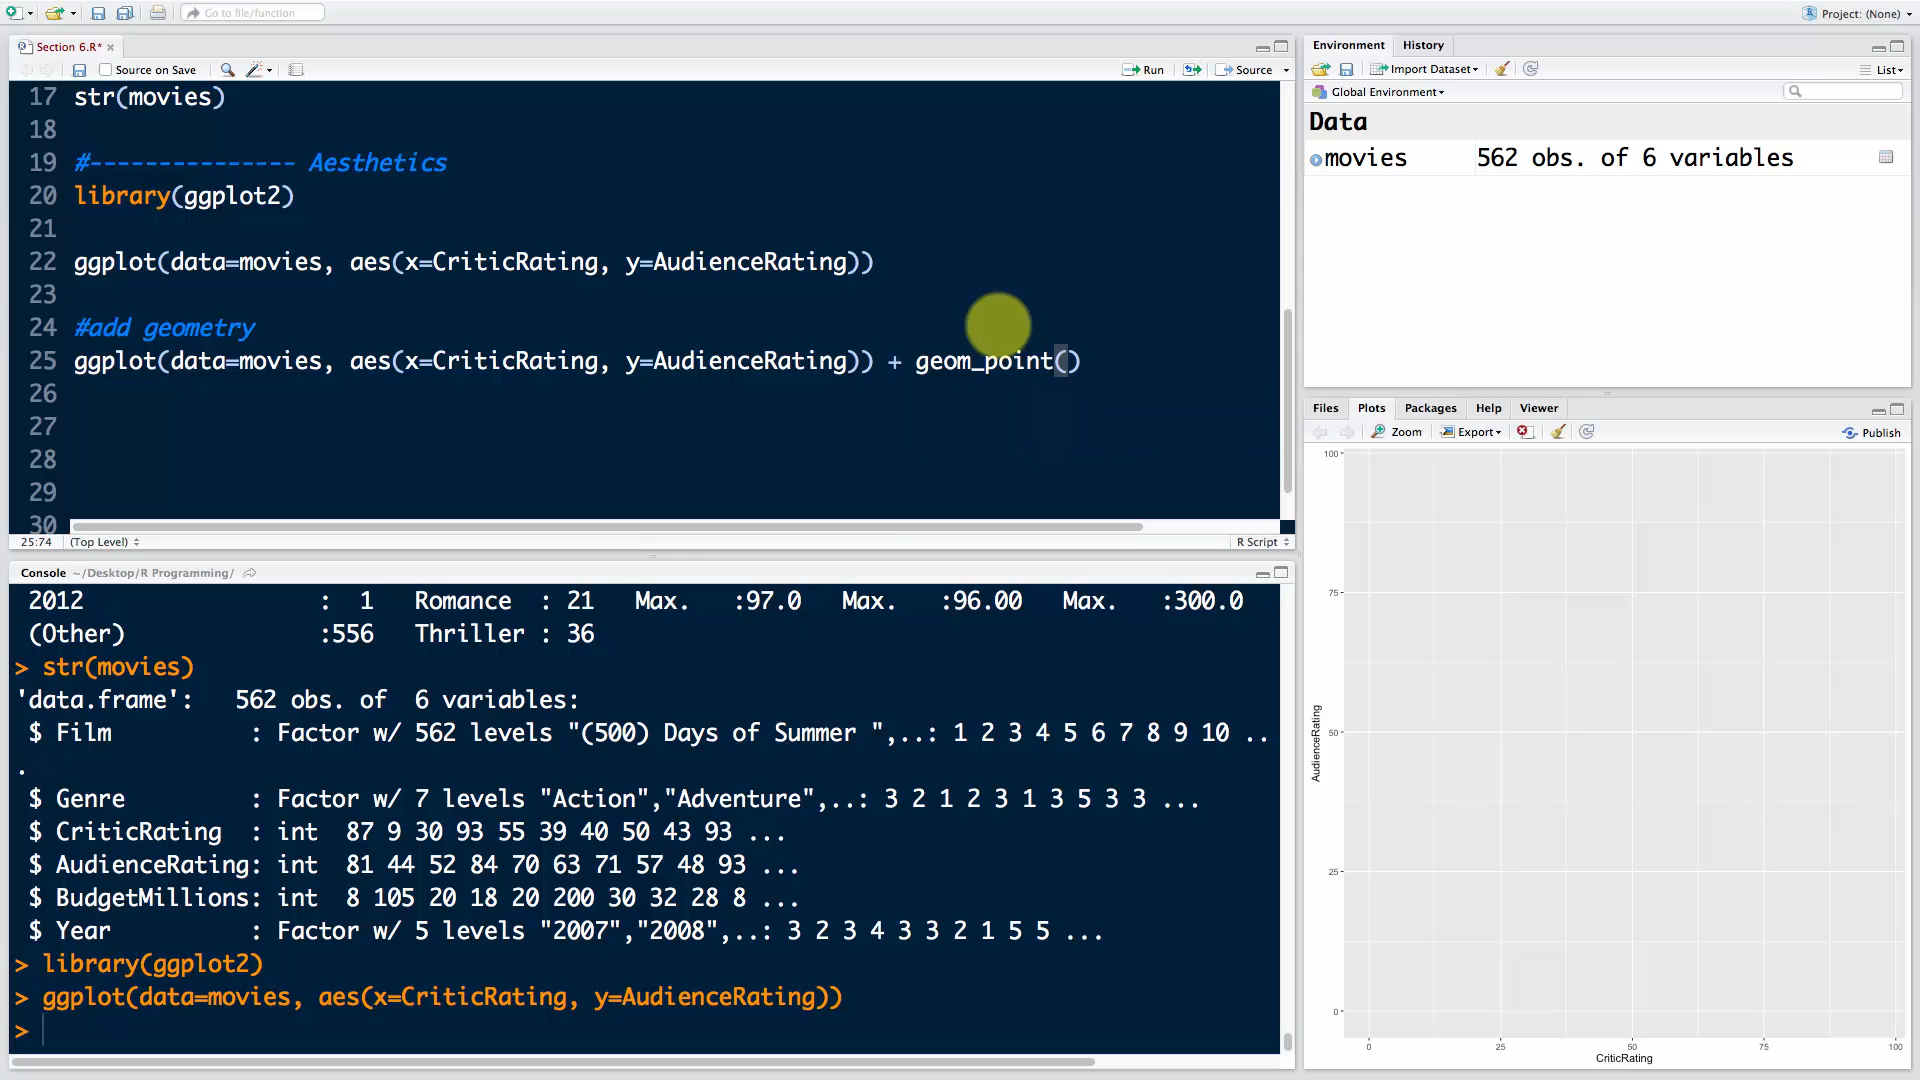 Go to file/function
Project: (None)
Section 6.R*
Source on Save
Run
Source
17 str(movies)
18
19 #--------------- Aesthetics
20 library(ggplot2)
21
22 ggplot(data=movies, aes(x=CriticRating, y=AudienceRating))
23
24 #add geometry
25 ggplot(data=movies, aes(x=CriticRating, y=AudienceRating)) + geom_point()
26
27
28
29
30
25:74 (Top Level) R Script
Console ~/Desktop/R Programming/
2012 : 1 Romance : 21 Max. :97.0 Max. :96.00 Max. :300.0
(Other) :556 Thriller : 36
> str(movies)
'data.frame': 562 obs. of 6 variables:
$ Film : Factor w/ 562 levels "(500) Days of Summer ",..: 1 2 3 4 5 6 7 8 9 10 ..
.
$ Genre : Factor w/ 7 levels "Action","Adventure",..: 3 2 1 2 3 1 3 5 3 3 ...
$ CriticRating : int 87 9 30 93 55 39 40 50 43 93 ...
$ AudienceRating: int 81 44 52 84 70 63 71 57 48 93 ...
$ BudgetMillions: int 8 105 20 18 20 200 30 32 28 8 ...
$ Year : Factor w/ 5 levels "2007","2008",..: 3 2 3 4 3 3 2 1 5 5 ...
> library(ggplot2)
> ggplot(data=movies, aes(x=CriticRating, y=AudienceRating))
>
Environment History
Import Dataset List
Global Environment
Data
movies 562 obs. of 6 variables
Files Plots Packages Help Viewer
Zoom Export Publish
100
75
50
25
0
AudienceRating
0 25 50 75 100
CriticRating